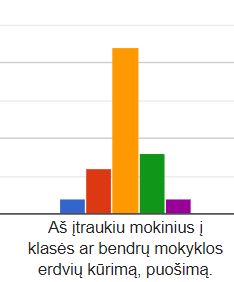 Aš įtraukiu mokinius į
klasės ar bendrų mokyklos
erdvių kūrimą, puošimą.